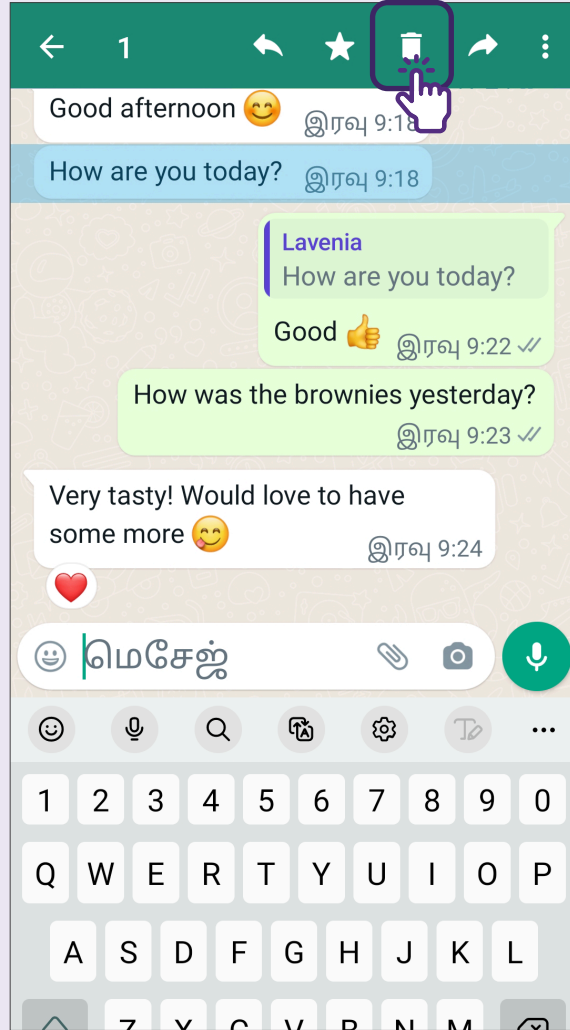 1
Good afternoon 😊 இரவு 9:18
How are you today? இரவு 9:18
Lavenia
How are you today?
Good 👍 இரவு 9:22
How was the brownies yesterday?
இரவு 9:23
Very tasty! Would love to have
some more 😋 இரவு 9:24
மெசேஜ்
1 2 3 4 5 6 7 8 9 0
Q W E R T Y U I O P
A S D F G H J K L
Z X C V B N M